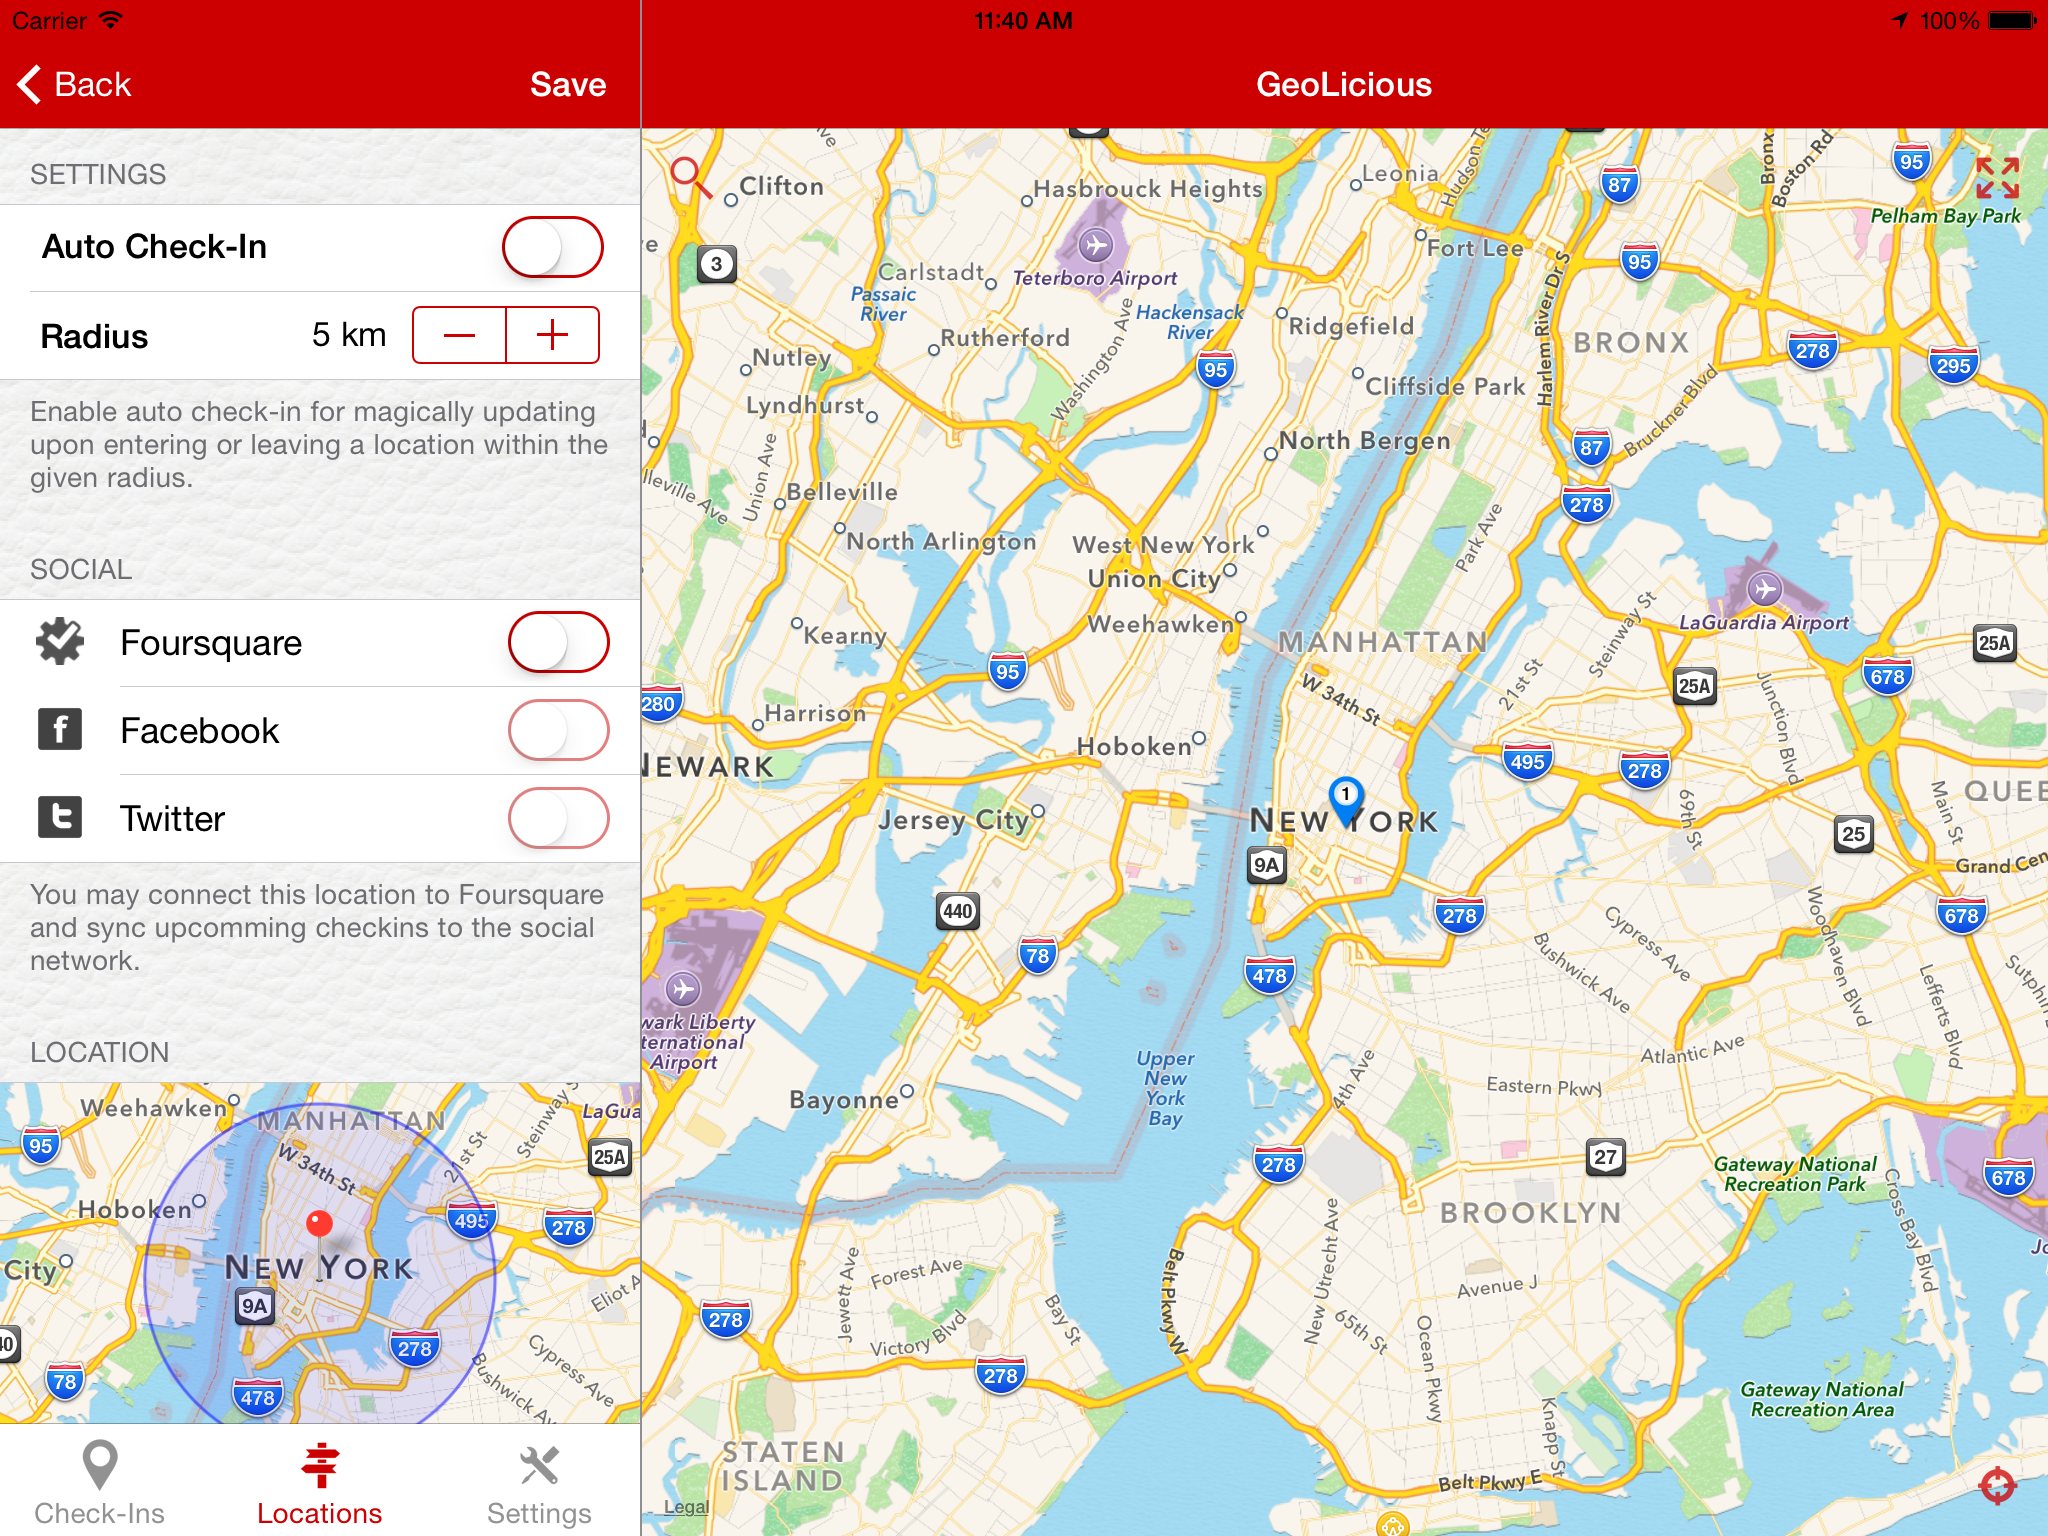 Carrier
11:40 AM
100%
Back
Save
GeoLicious
SETTINGS
Auto Check-In
Radius
5 km
Enable auto check-in for magically updating
upon entering or leaving a location within the
given radius.
SOCIAL
Foursquare
Facebook
Twitter
You may connect this location to Foursquare
and sync upcomming checkins to the social
network.
LOCATION
Weehawken
MANHATTAN
LaGua
95
W 34th St
21st St
Steinway S
25A
Hoboken
495
278
City
NEW YORK
9A
Eliot A
278
Cypress Ave
Bushwick Av
78
478
Check-Ins
Locations
Settings
Clifton
Hasbrouck Heights
Leonia
Hudson Te
87
Bronx
Boston Rd
95
Pelham Bay Park
3
Teterboro Airport
Carlstadt
Fort Lee
95
Passaic
River
Hackensack
River
Harlem River Dr S
Rutherford
Washington Ave
Ridgefield
BRONX
278
295
Nutley
95
Cliffside Park
Bruckner Blvd
Lyndhurst
North Bergen
87
Union Ave
lleville Ave
Belleville
278
North Arlington
West New York
Park Ave
Union City
Weehawken
LaGuardia Airport
Steinway St
Kearny
MANHATTAN
25A
95
W 34th St
21st St
25A
678
280
Harrison
Junction Blvd
NEWARK
Hoboken
495
278
QUEE
Jersey City
1
NEW YORK
69th St
Main St
25
9A
Grand Cen
440
278
Cypress Ave
Woodhaven Blvd
678
78
478
Bushwick Ave
Lefferts Blvd
Sutphin
wark Liberty
ternational
Airport
Upper
New
York
Bay
4th Ave
Atlantic Ave
Eastern Pkwy
Bayonne
278
27
Gateway National
Recreation Park
678
BROOKLYN
Cross Bay Blvd
Jo
Jewett Ave
Forest Ave
Belt Pkwy W
New Utrecht Ave
Avenue J
278
Victory Blvd
Bay St
65th St
Ocean Pkwy
278
Gateway National
Recreation Area
Knapp St
STATEN
ISLAND
Belt Pkwy E
Legal